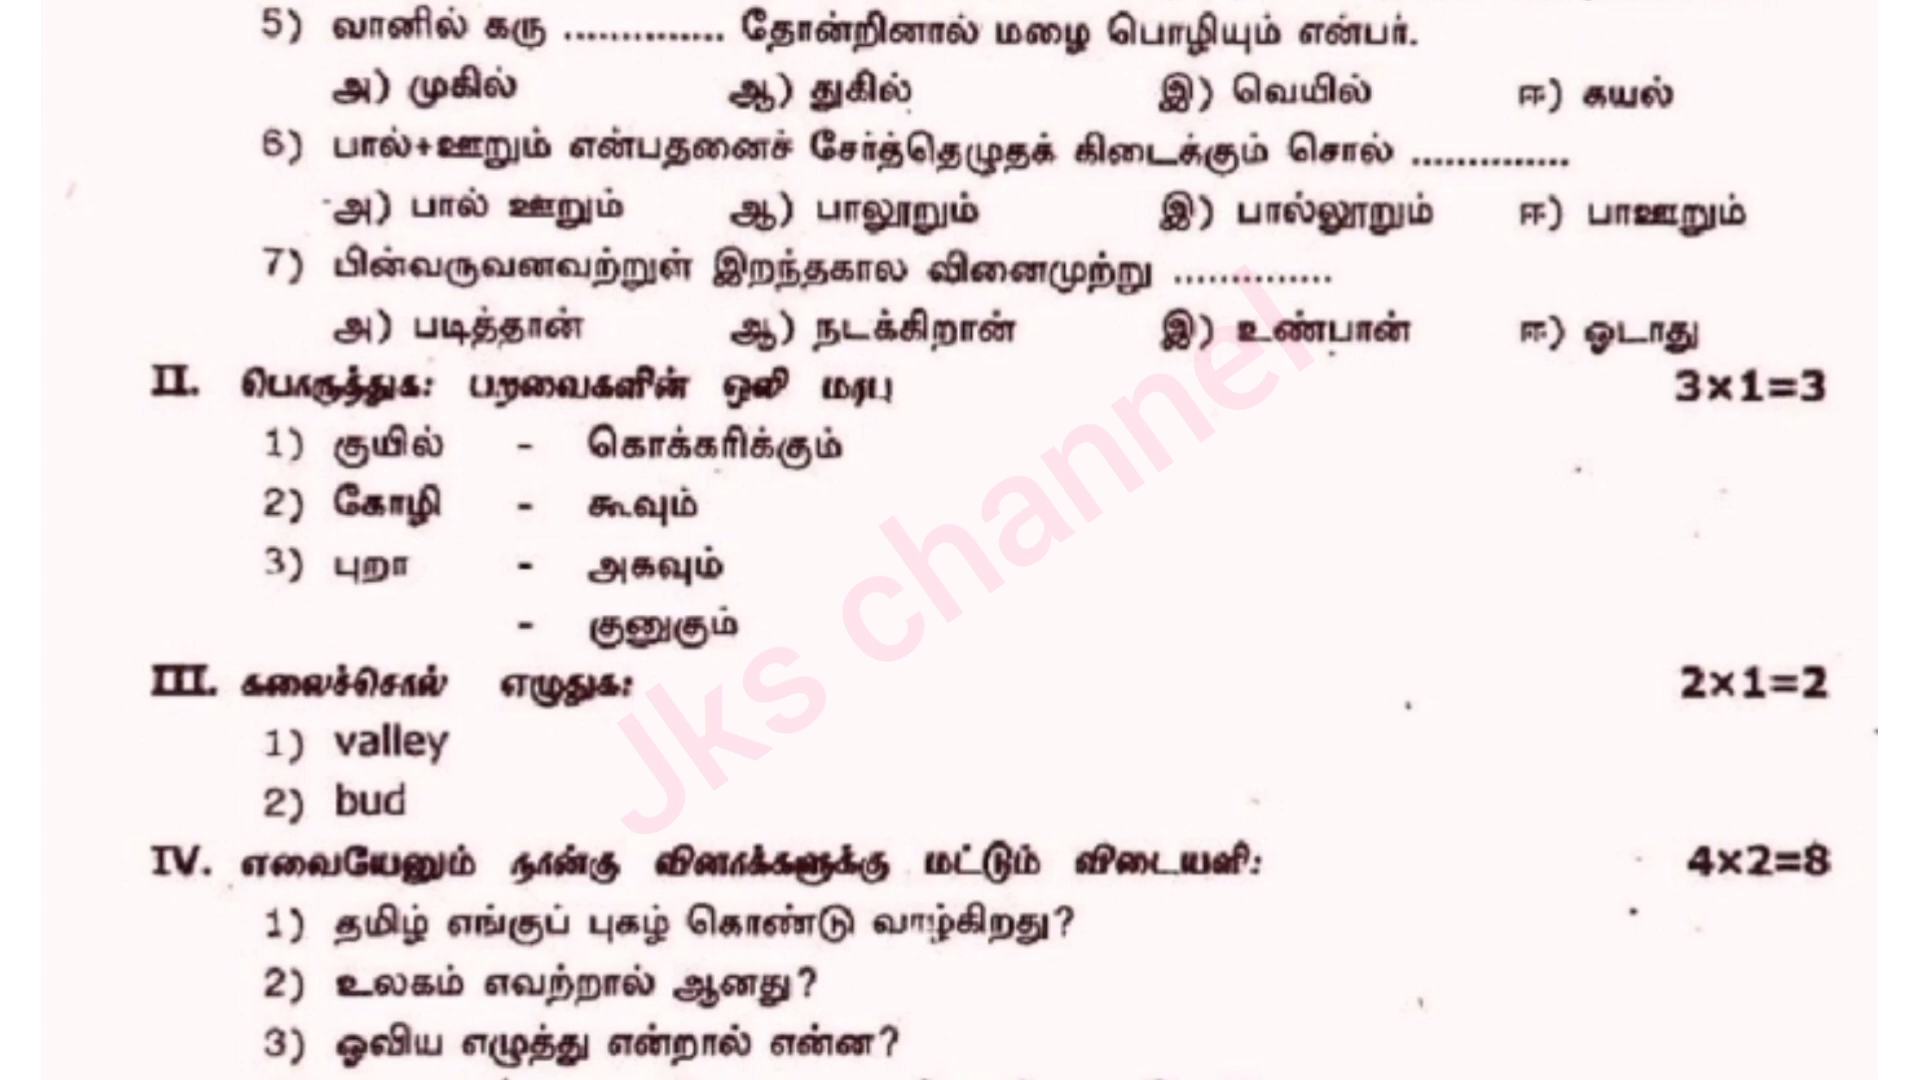 5) வானில் கரு .............. தோன்றினால் மழை பொழியும் என்பர்.
அ) முகில் ஆ) துகில் இ) வெயில் ஈ) கயல்
6) பால்+ஊறும் என்பதனைச் சேர்த்தெழுதக் கிடைக்கும் சொல் ..............
அ) பால் ஊறும் ஆ) பாலூறும் இ) பால்லூறும் ஈ) பாஊறும்
7) பின்வருவனவற்றுள் இறந்தகால வினைமுற்று ..............
அ) படித்தான் ஆ) நடக்கிறான் இ) உண்பான் ஈ) ஓடாது
II. பொருத்துக: பறவைகளின் ஒலி மரபு 3×1=3
1) குயில் - கொக்கரிக்கும்
2) கோழி - கூவும்
3) புறா - அகவும்
- குனுகும்
III. கலைச்சொல் எழுதுக: 2×1=2
1) valley
2) bud
IV. எவையேனும் நான்கு வினாக்களுக்கு மட்டும் விடையளி: 4×2=8
1) தமிழ் எங்குப் புகழ் கொண்டு வாழ்கிறது?
2) உலகம் எவற்றால் ஆனது?
3) ஓவிய எழுத்து என்றால் என்ன?
Jks channel